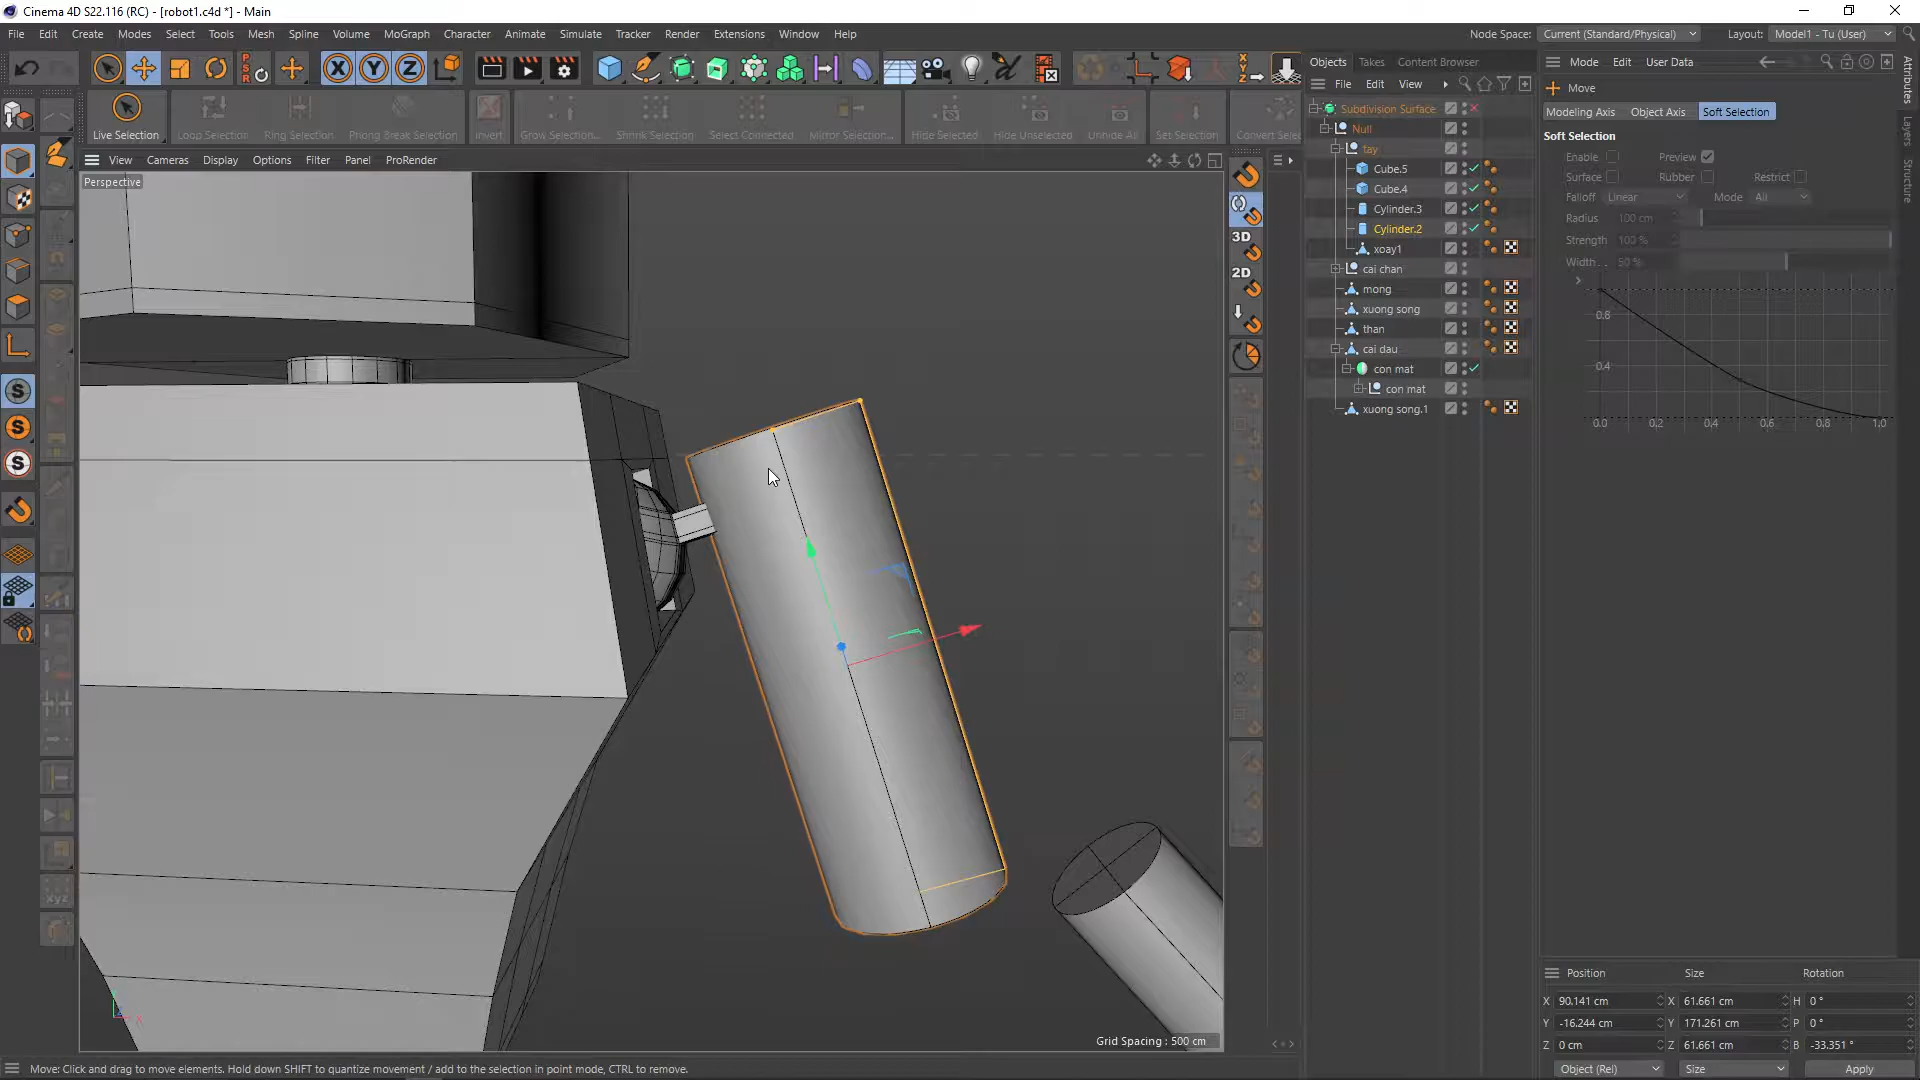 Cinema 4D S22.116 (RC) - [robot1.c4d *] - Main
File Edit Create Modes Select Tools Mesh Spline Volume MoGraph Character Animate Simulate Tracker Render Extensions Window Help
Node Space: Current (Standard/Physical) Layout: Model1 - Tu (User)
PSR X Y Z
Live Selection Loop Selection Ring Selection Phong Break Selection Invert Grow Selection... Shrink Selection Select Connected Mirror Selection... Hide Selected Hide Unselected Unhide All Set Selection Convert Selec
View Cameras Display Options Filter Panel ProRender
Perspective
3D
2D
S
S
S
Objects Takes Content Browser
File Edit View
Subdivision Surface
Null
tay
Cube.5
Cube.4
Cylinder.3
Cylinder.2
xoay1
cai chan
mong
xuong song
than
cai dau
con mat
con mat
xuong song.1
Mode Edit User Data
Move
Modeling Axis Object Axis Soft Selection
Soft Selection
Enable Preview
Surface Rubber Restrict
Falloff Linear Mode All
Radius 100 cm
Strength 100 %
Width... 50 %
0.8
0.4
0.0 0.2 0.4 0.6 0.8 1.0
Attributes
Layers
Structure
Grid Spacing : 500 cm
Position Size Rotation
X 90.141 cm X 61.661 cm H 0 °
Y -16.244 cm Y 171.261 cm P 0 °
Z 0 cm Z 61.661 cm B -33.351 °
Object (Rel) Size Apply
Move: Click and drag to move elements. Hold down SHIFT to quantize movement / add to the selection in point mode, CTRL to remove.